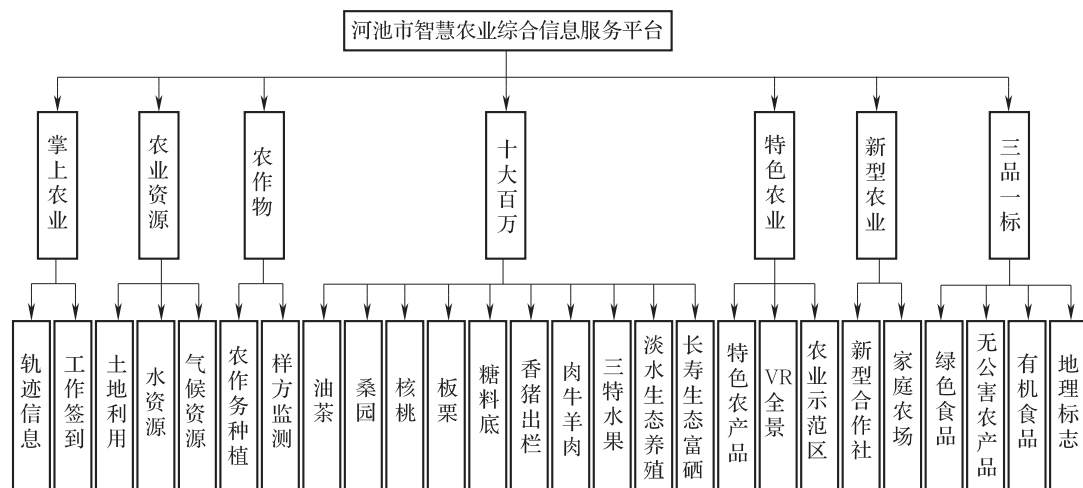 河池市智慧农业综合信息服务平台
掌上农业
农业资源
农作物
十大百万
特色农业
新型农业
三品一标
轨迹信息
工作签到
土地利用
水资源
气候资源
农作务种植
样方监测
油茶
桑园
核桃
板栗
糖料底
香猪出栏
肉牛羊肉
三特水果
淡水生态养殖
长寿生态富硒
特色农产品
VR全景
农业示范区
新型合作社
家庭农场
绿色食品
无公害农产品
有机食品
地理标志